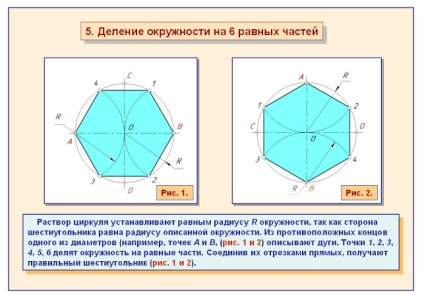 5. Деление окружности на 6 равных частей
C
4
1
R
A
O
B
R
3
2
D
Рис. 1.
A
R
1
2
C
O
D
3
4
R
B
Рис. 2.
Раствор циркуля устанавливают равным радиусу R окружности, так как сторона
шестиугольника равна радиусу описанной окружности. Из противоположных концов
одного из диаметров (например, точек A и B, (рис. 1 и 2) описывают дуги. Точки 1, 2, 3,
4, 5, 6 делят окружность на равные части. Соединив их отрезками прямых, получают
правильный шестиугольник (рис. 1 и 2).